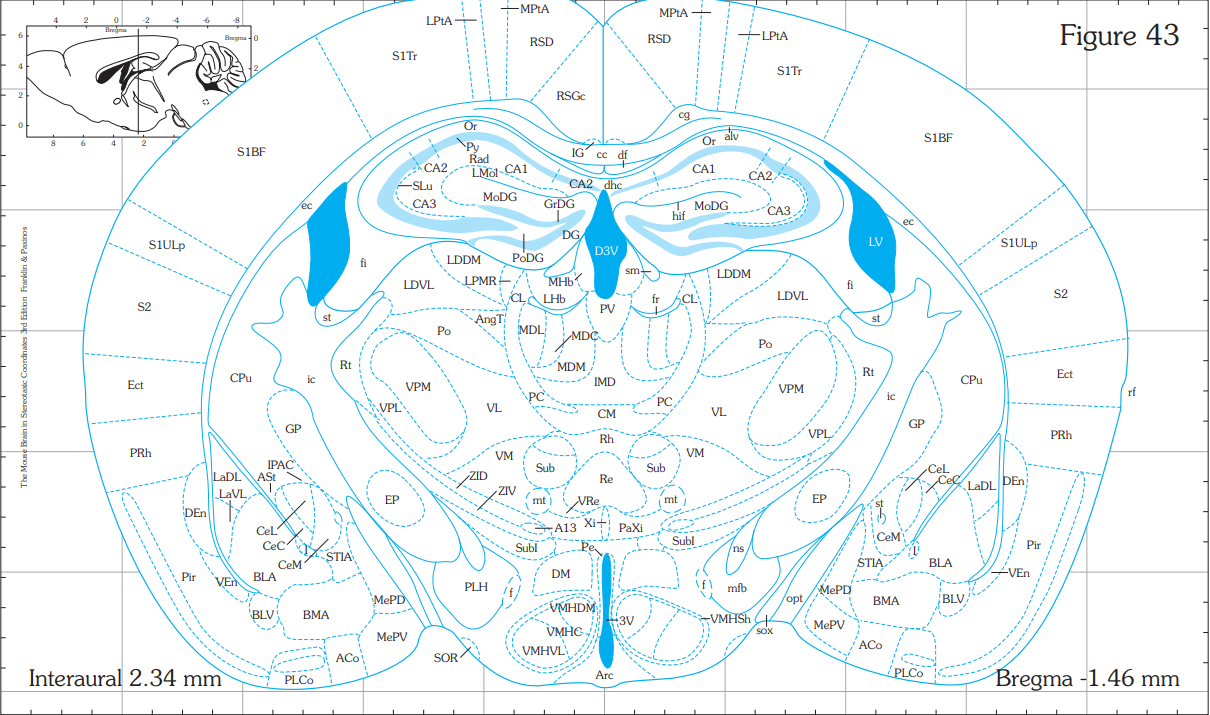 4 2 0 -2 -4 -6 -8
Bregma
Bregma 0
6
4
2
0
2
8 6 4 2
Figure 43
The Mouse Brain in Stereotaxic Coordinates 3rd Edition Franklin & Paxinos
LPtA MPtA MPtA LPtA
RSD RSD
S1Tr S1Tr
RSGc
cg
Or Or alv
S1BF Py IG cc df S1BF
Rad
CA2 LMol CA1 CA1 CA2
SLu CA2 dhc
CA3 MoDG GrDG hif MoDG CA3
ec ec
S1ULp DG D3V LV S1ULp
PoDG
fi LDDM sm LDDM
LDVL LPMR MHb fi
S2 CL LHb fr CL LDVL S2
st AngT PV st
Po MDL MDC Po
Rt MDM Rt
Ect CPu ic VPM IMD VPM CPu Ect
VPL VL PC CM PC VL ic rf
GP VPL GP
PRh Rh PRh
VM VM
IPAC ZID Sub Re Sub CeL
LaDL ASt CeC LaDL DEn
LaVL ZIV mt VRe mt EP st
DEn EP
CeL A13 Xi PaXi
CeC I SubI Pe SubI ns CeM I Pir
CeM STIA STIA BLA
Pir VEn BLA DM VEn
PLH f f mfb
BLV BMA MePD VMHDM opt MePD BMA BLV
MePV VMHC 3V VMHSh sox MePV
ACo SOR VMHVL ACo
PLCo Arc PLCo
Interaural 2.34 mm Bregma -1.46 mm